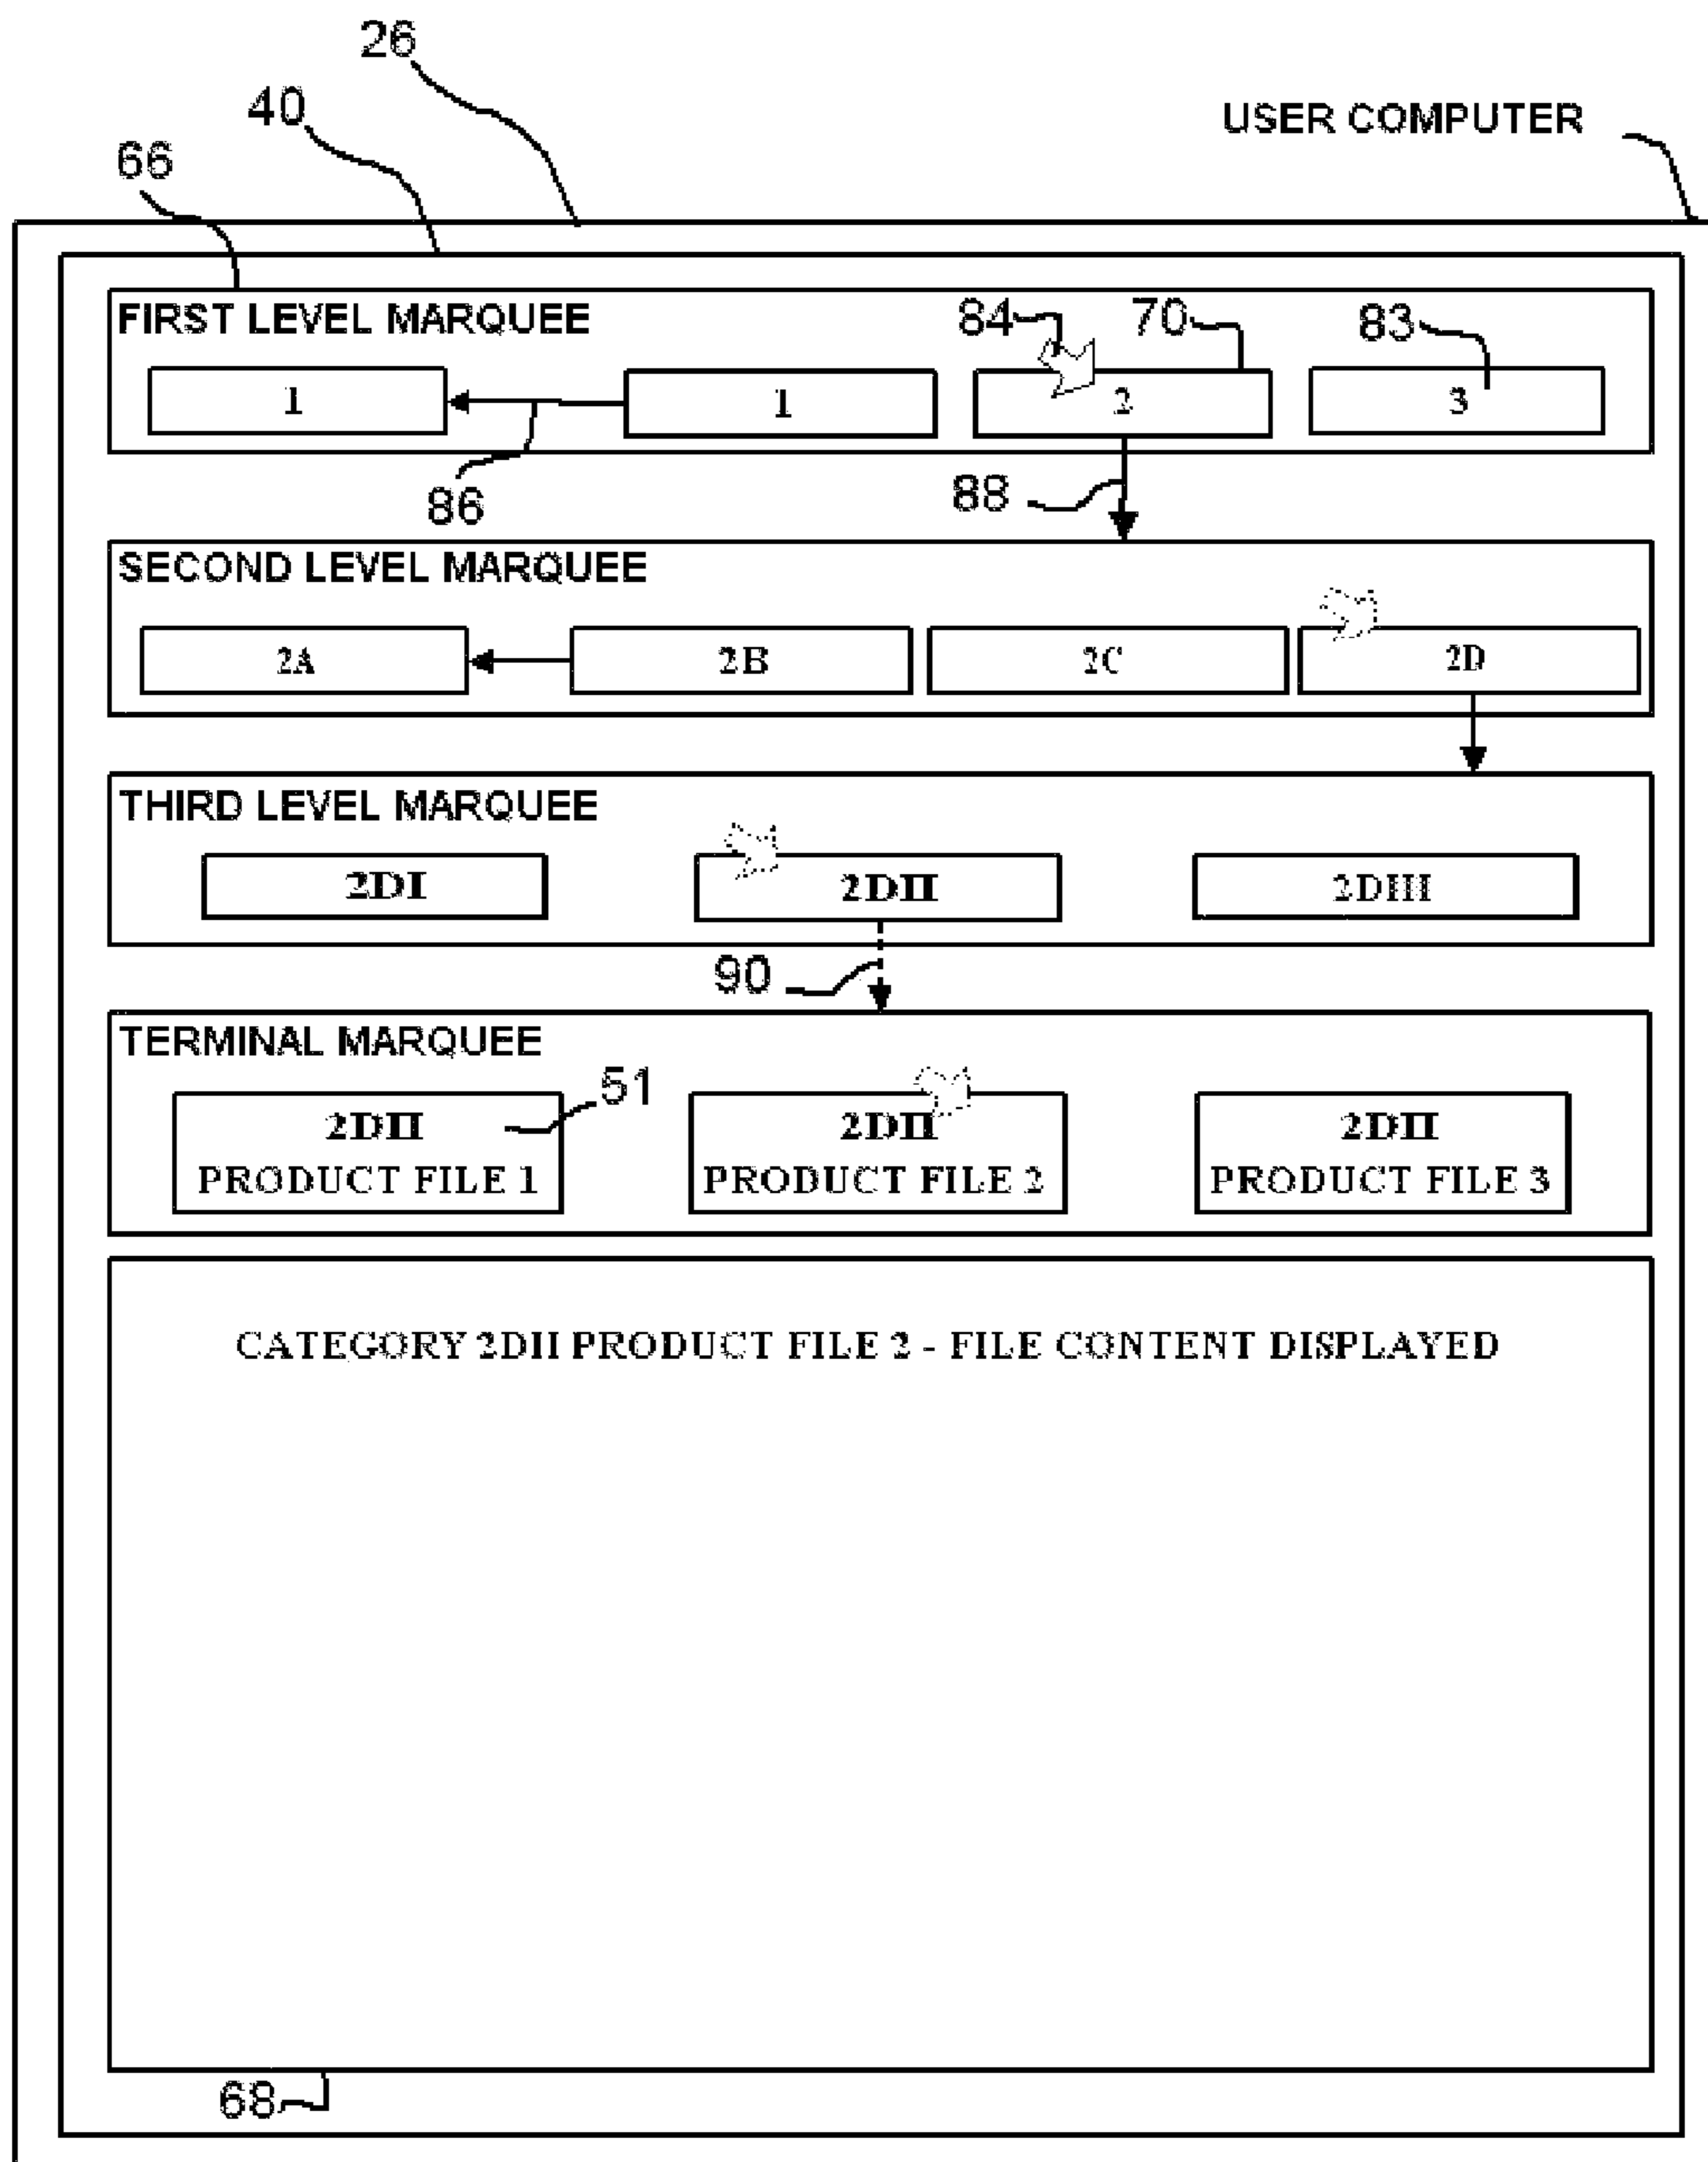 26
40
USER COMPUTER
66
FIRST LEVEL MARQUEE
84
70
83
1
1
2
3
86
88
SECOND LEVEL MARQUEE
2A
2B
2C
2D
THIRD LEVEL MARQUEE
2DI
2DII
2DIII
90
TERMINAL MARQUEE
51
2DII
PRODUCT FILE 1
2DII
PRODUCT FILE 2
2DII
PRODUCT FILE 3
CATEGORY 2DII PRODUCT FILE 2 - FILE CONTENT DISPLAYED
68